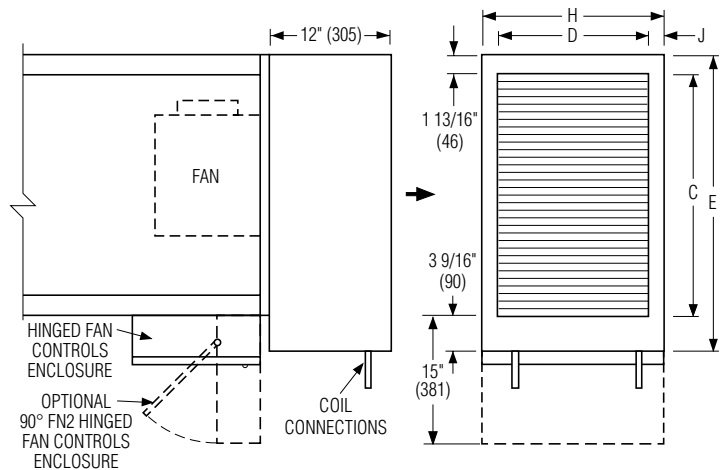 12" (305)
H
D
J
1 13/16"
(46)
FAN
C
E
3 9/16"
(90)
HINGED FAN
CONTROLS
ENCLOSURE
15"
(381)
OPTIONAL
90° FN2 HINGED
FAN CONTROLS
ENCLOSURE
COIL
CONNECTIONS